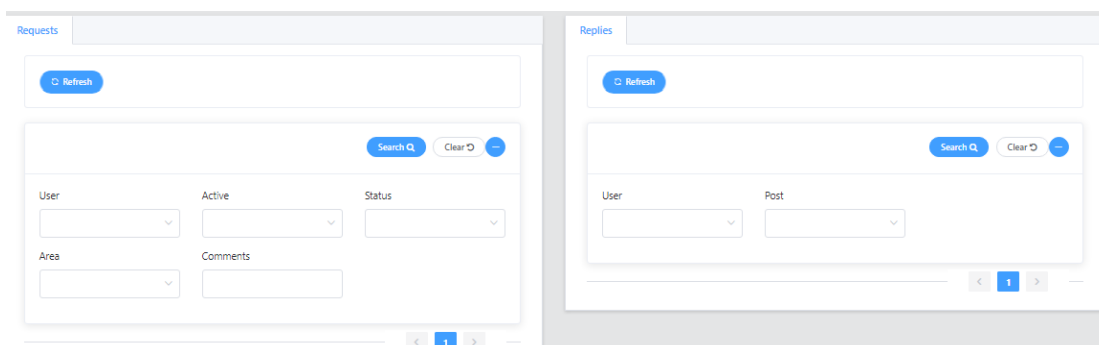 Requests
Refresh
Search Clear
User Active Status
Area Comments
1
Replies
Refresh
Search Clear
User Post
1